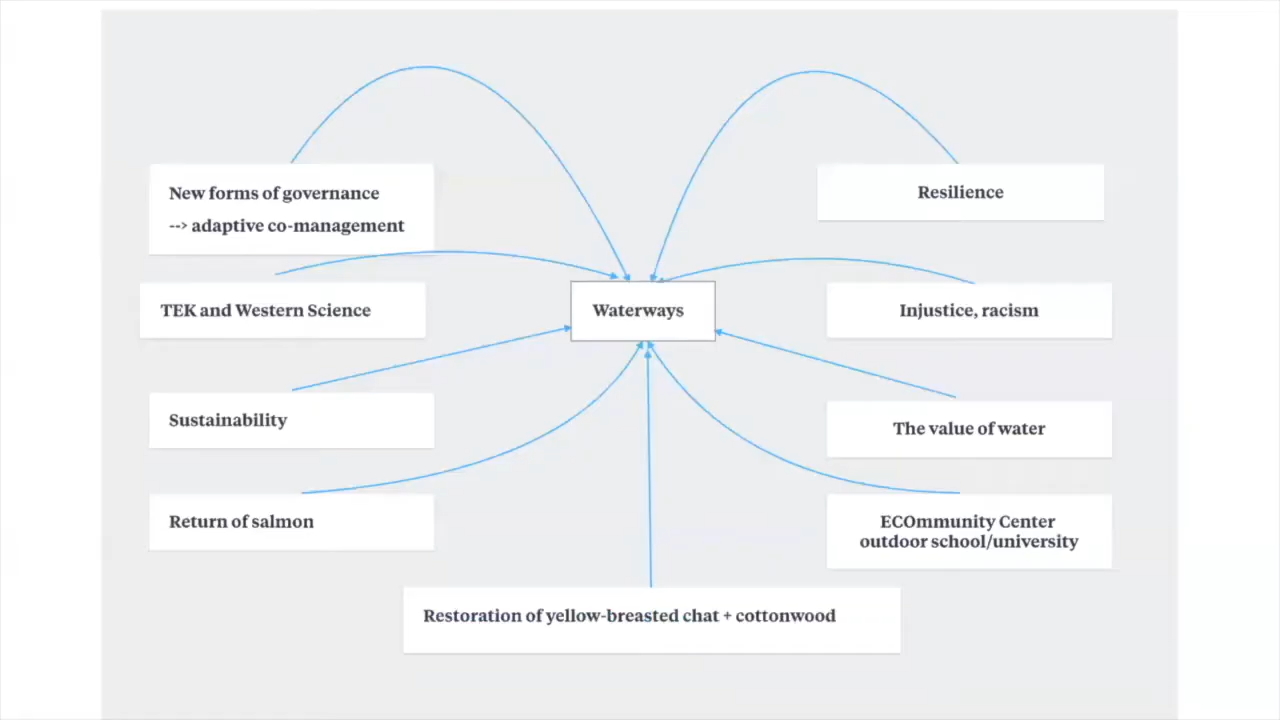 New forms of governance
--> adaptive co-management
Resilience
TEK and Western Science
Waterways
Injustice, racism
Sustainability
The value of water
Return of salmon
ECOmmunity Center
outdoor school/university
Restoration of yellow-breasted chat + cottonwood